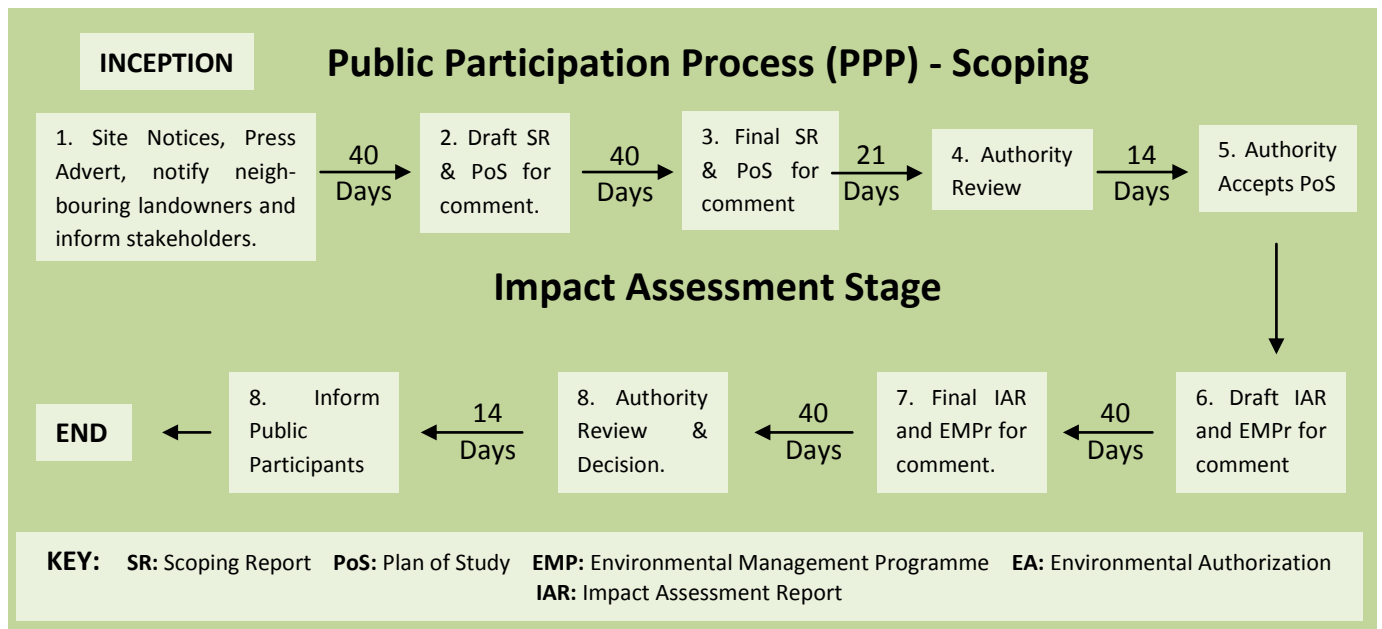 INCEPTION
Public Participation Process (PPP) - Scoping
1. Site Notices, Press
Advert, notify neigh-
bouring landowners and
inform stakeholders.
40
Days
2. Draft SR
& PoS for
comment.
40
Days
3. Final SR
& PoS for
comment
21
Days
4. Authority
Review
14
Days
5. Authority
Accepts PoS
Impact Assessment Stage
6. Draft IAR
and EMPr for
comment
40
Days
7. Final IAR
and EMPr for
comment.
40
Days
8. Authority
Review &
Decision.
14
Days
8. Inform
Public
Participants
END
KEY: SR: Scoping Report PoS: Plan of Study EMP: Environmental Management Programme EA: Environmental Authorization
IAR: Impact Assessment Report